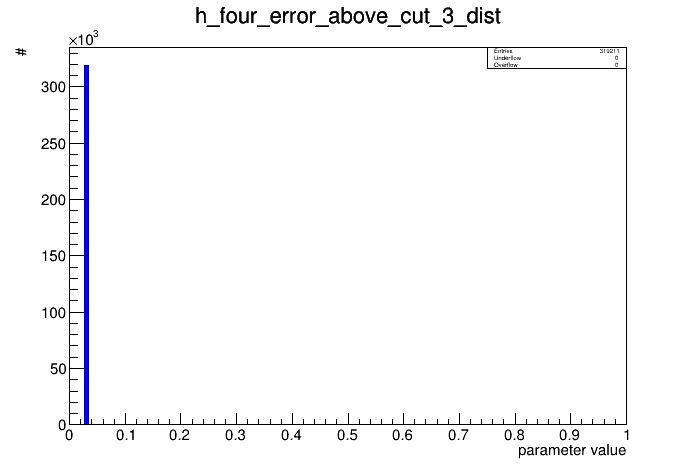 h_four_error_above_cut_3_dist
×10³
#
Entries 319211
Underflow 0
Overflow 0
300
250
200
150
100
50
0
0 0.1 0.2 0.3 0.4 0.5 0.6 0.7 0.8 0.9 1
parameter value